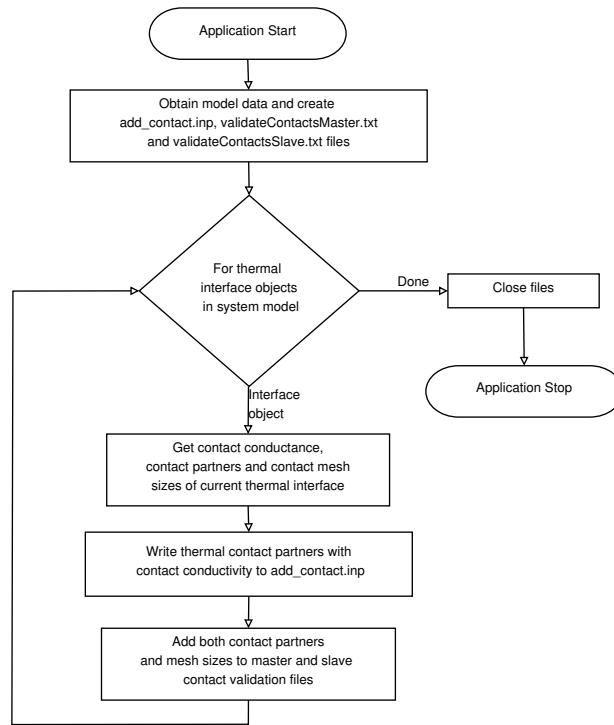 Application Start
Obtain model data and create
add_contact.inp, validateContactsMaster.txt
and validateContactsSlave.txt files
For thermal
interface objects
in system model
Done
Close files
Application Stop
Interface
object
Get contact conductance,
contact partners and contact mesh
sizes of current thermal interface
Write thermal contact partners with
contact conductivity to add_contact.inp
Add both contact partners
and mesh sizes to master and slave
contact validation files